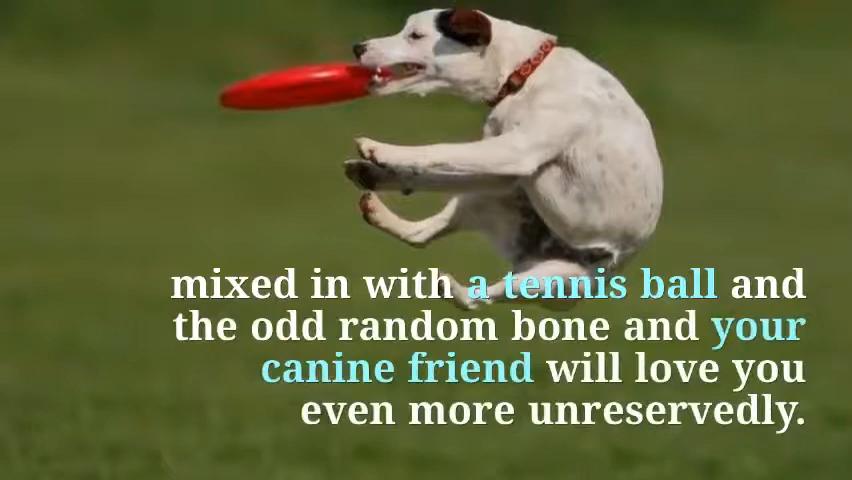 mixed in with a tennis ball and
the odd random bone and your
canine friend will love you
even more unreservedly.